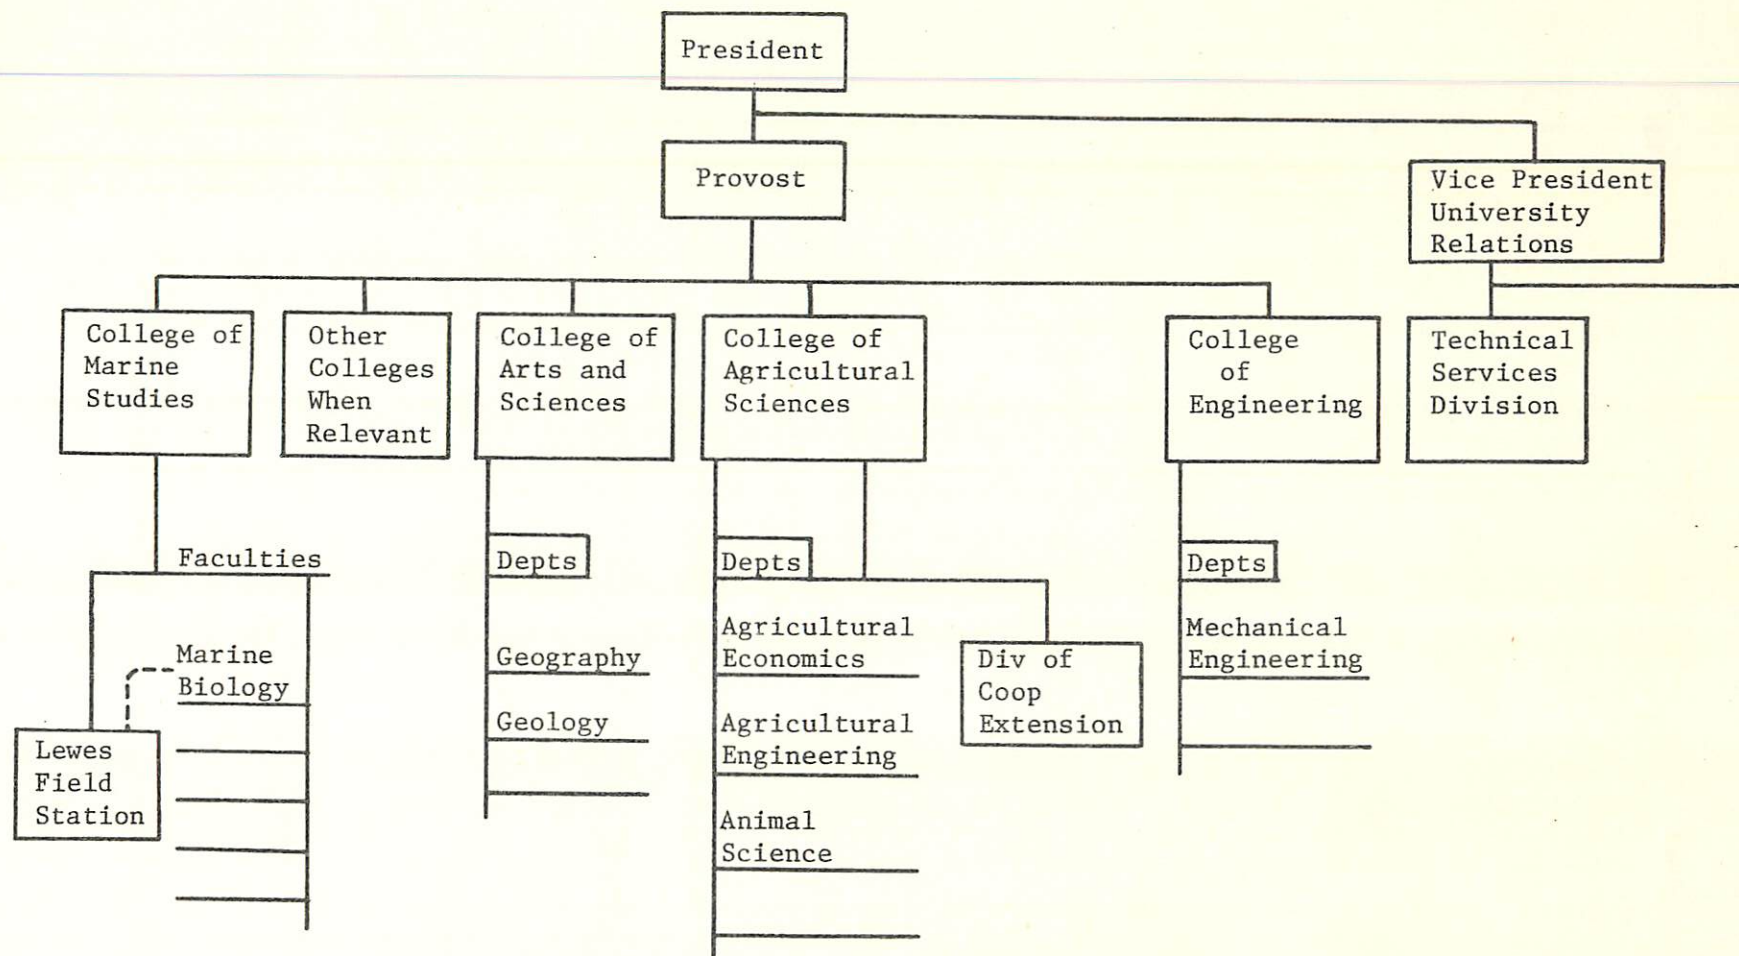 President
Provost
Vice President
University
Relations
College of
Marine
Studies
Other
Colleges
When
Relevant
College of
Arts and
Sciences
College of
Agricultural
Sciences
College
of
Engineering
Technical
Services
Division
Faculties
Marine
Biology
Lewes
Field
Station
Depts
Geography
Geology
Depts
Agricultural
Economics
Agricultural
Engineering
Animal
Science
Div of
Coop
Extension
Depts
Mechanical
Engineering